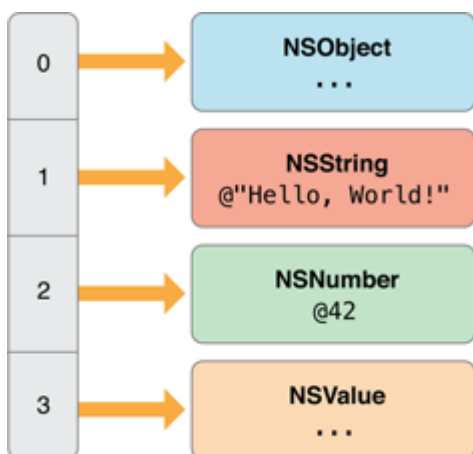 0
NSObject
...
1
NSString
@"Hello, World!"
2
NSNumber
@42
3
NSValue
...